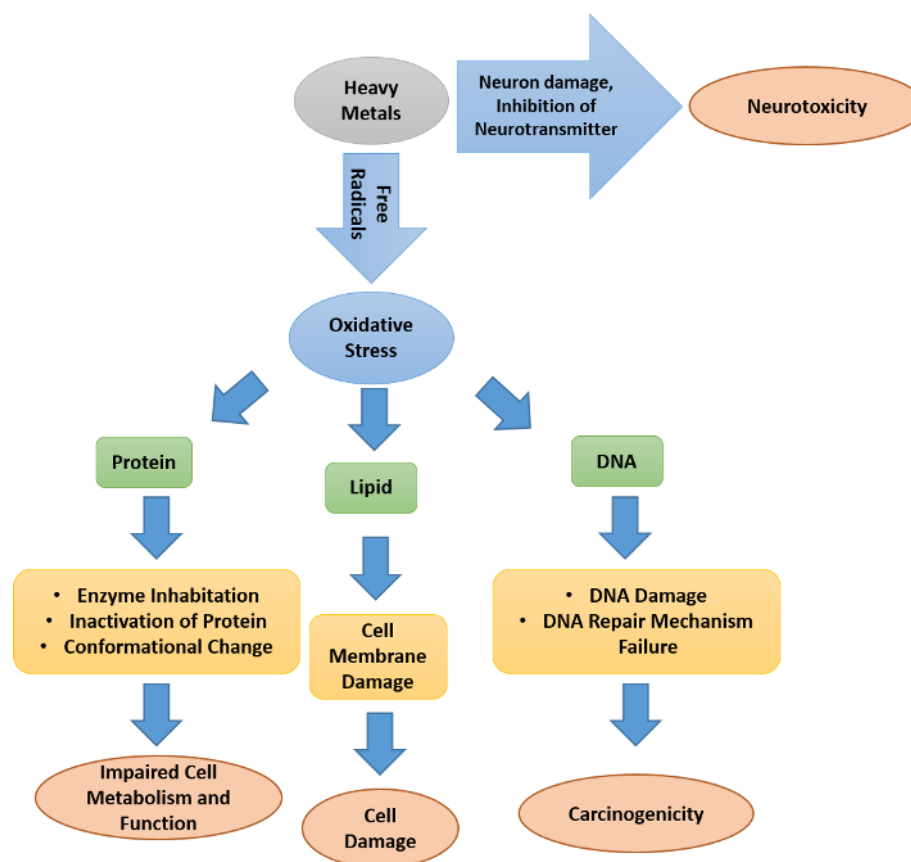 Heavy
Metals
Neuron damage,
Inhibition of
Neurotransmitter
Neurotoxicity
Free
Radicals
Oxidative
Stress
Protein
Lipid
DNA
• Enzyme Inhabitation
• Inactivation of Protein
• Conformational Change
Cell
Membrane
Damage
• DNA Damage
• DNA Repair Mechanism
Failure
Impaired Cell
Metabolism and
Function
Cell
Damage
Carcinogenicity